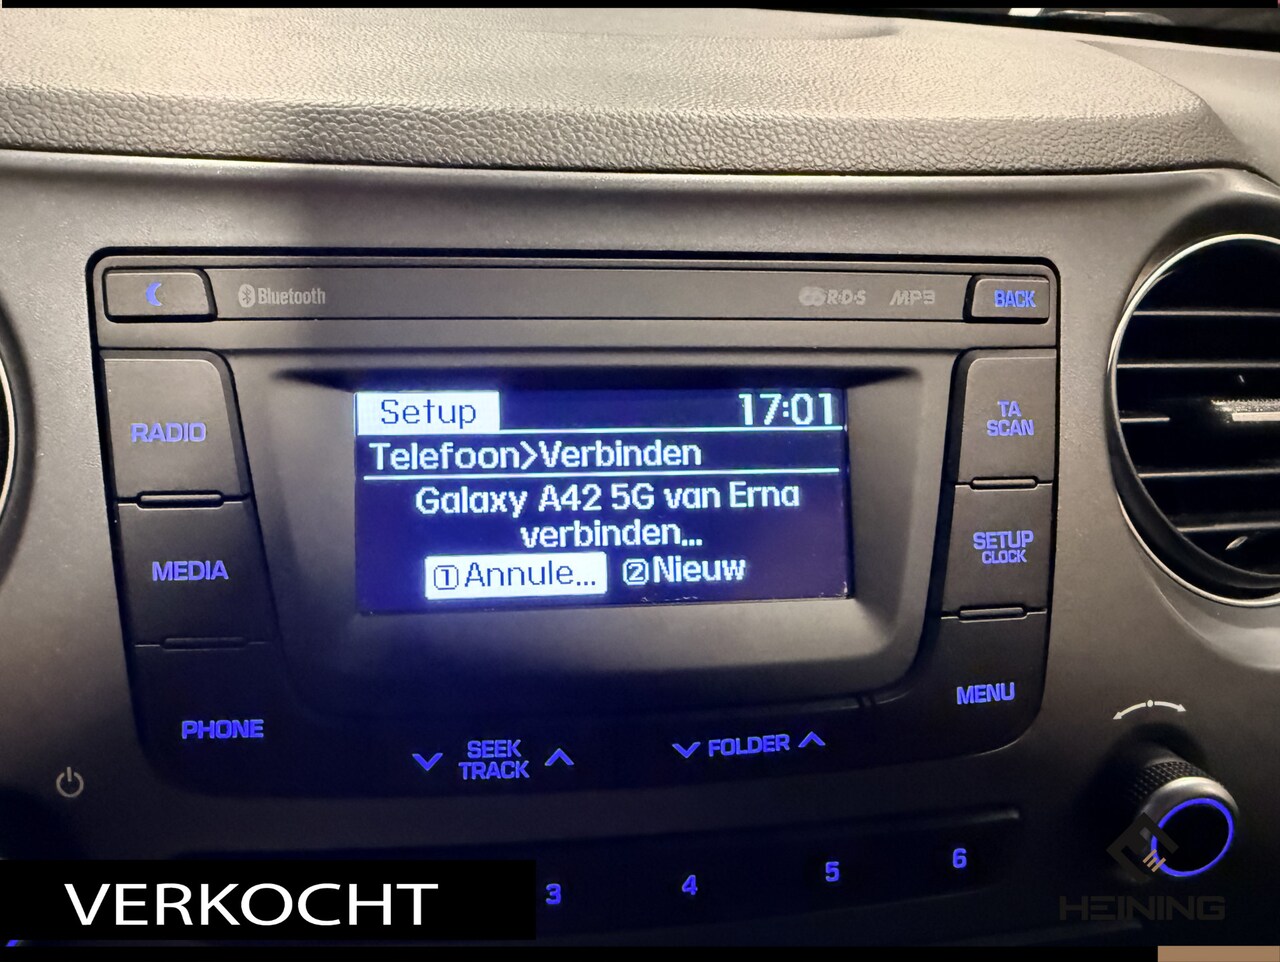 Bluetooth
R·D·S MP3
BACK
RADIO
MEDIA
PHONE
Setup 17:01
Telefoon>Verbinden
Galaxy A42 5G van Erna
verbinden...
①Annule... ②Nieuw
TA
SCAN
SETUP
CLOCK
MENU
SEEK
TRACK
FOLDER
3 4 5 6
VERKOCHT
HEINING